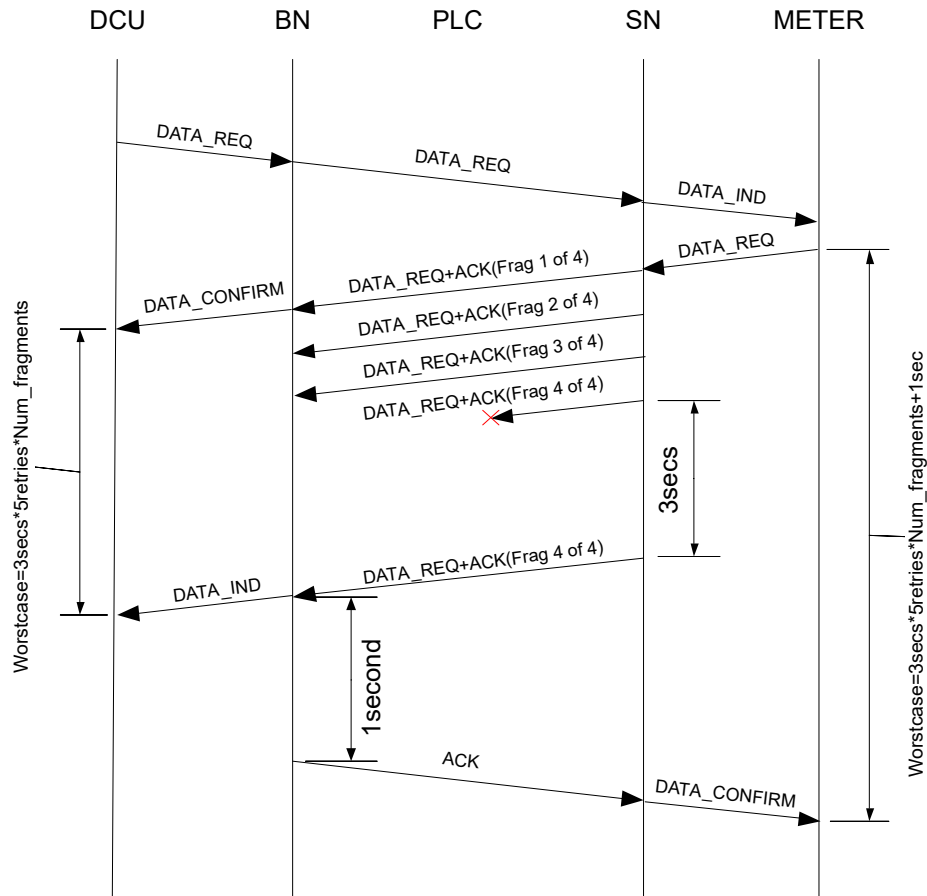 DCU
BN
PLC
SN
METER
DATA_REQ
DATA_REQ
DATA_IND
DATA_REQ
DATA_REQ+ACK(Frag 1 of 4)
DATA_CONFIRM
DATA_REQ+ACK(Frag 2 of 4)
DATA_REQ+ACK(Frag 3 of 4)
DATA_REQ+ACK(Frag 4 of 4)
3secs
Worstcase=3secs*5retries*Num_fragments
Worstcase=3secs*5retries*Num_fragments+1sec
DATA_REQ+ACK(Frag 4 of 4)
DATA_IND
1second
ACK
DATA_CONFIRM